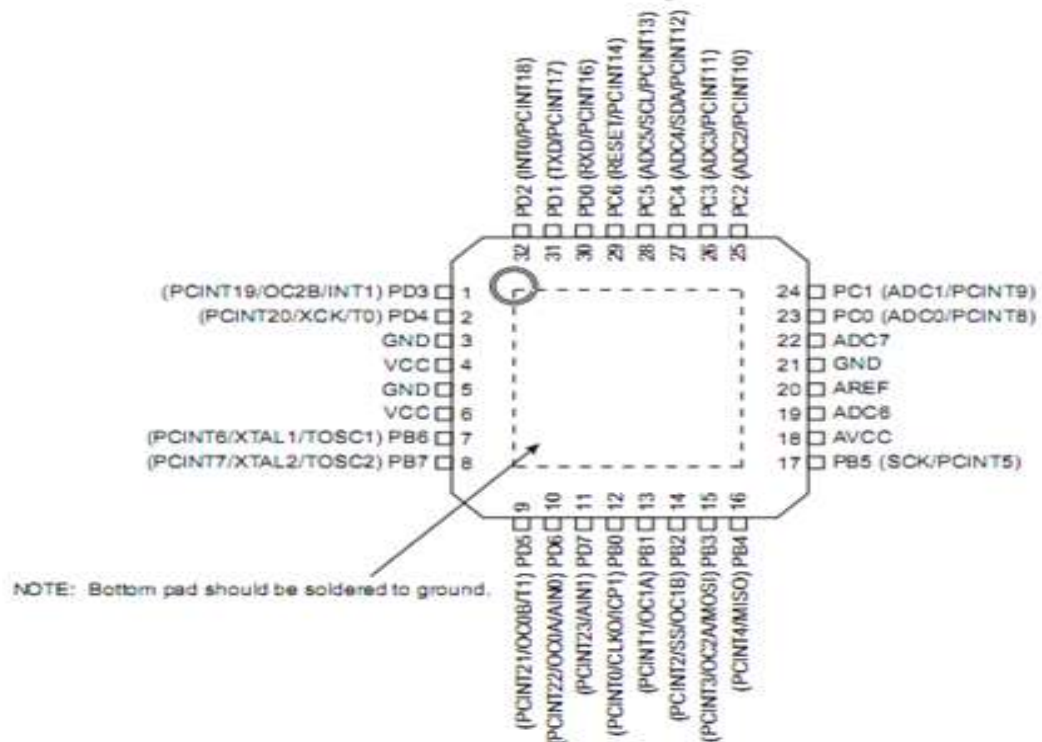 PD2 (INT0/PCINT18)
PD1 (TXD/PCINT17)
PD0 (RXD/PCINT16)
PC6 (RESET/PCINT14)
PC5 (ADC5/SCL/PCINT13)
PC4 (ADC4/SDA/PCINT12)
PC3 (ADC3/PCINT11)
PC2 (ADC2/PCINT10)
32 31 30 29 28 27 26 25
(PCINT19/OC2B/INT1) PD3 1
(PCINT20/XCK/T0) PD4 2
GND 3
VCC 4
GND 5
VCC 6
(PCINT6/XTAL1/TOSC1) PB6 7
(PCINT7/XTAL2/TOSC2) PB7 8
24 PC1 (ADC1/PCINT9)
23 PC0 (ADC0/PCINT8)
22 ADC7
21 GND
20 AREF
19 ADC6
18 AVCC
17 PB5 (SCK/PCINT5)
9 10 11 12 13 14 15 16
(PCINT21/OC0B/T1) PD5
(PCINT22/OC0A/AIN0) PD6
(PCINT23/AIN1) PD7
(PCINT0/CLKO/ICP1) PB0
(PCINT1/OC1A) PB1
(PCINT2/SS/OC1B) PB2
(PCINT3/OC2A/MOSI) PB3
(PCINT4/MISO) PB4
NOTE: Bottom pad should be soldered to ground.